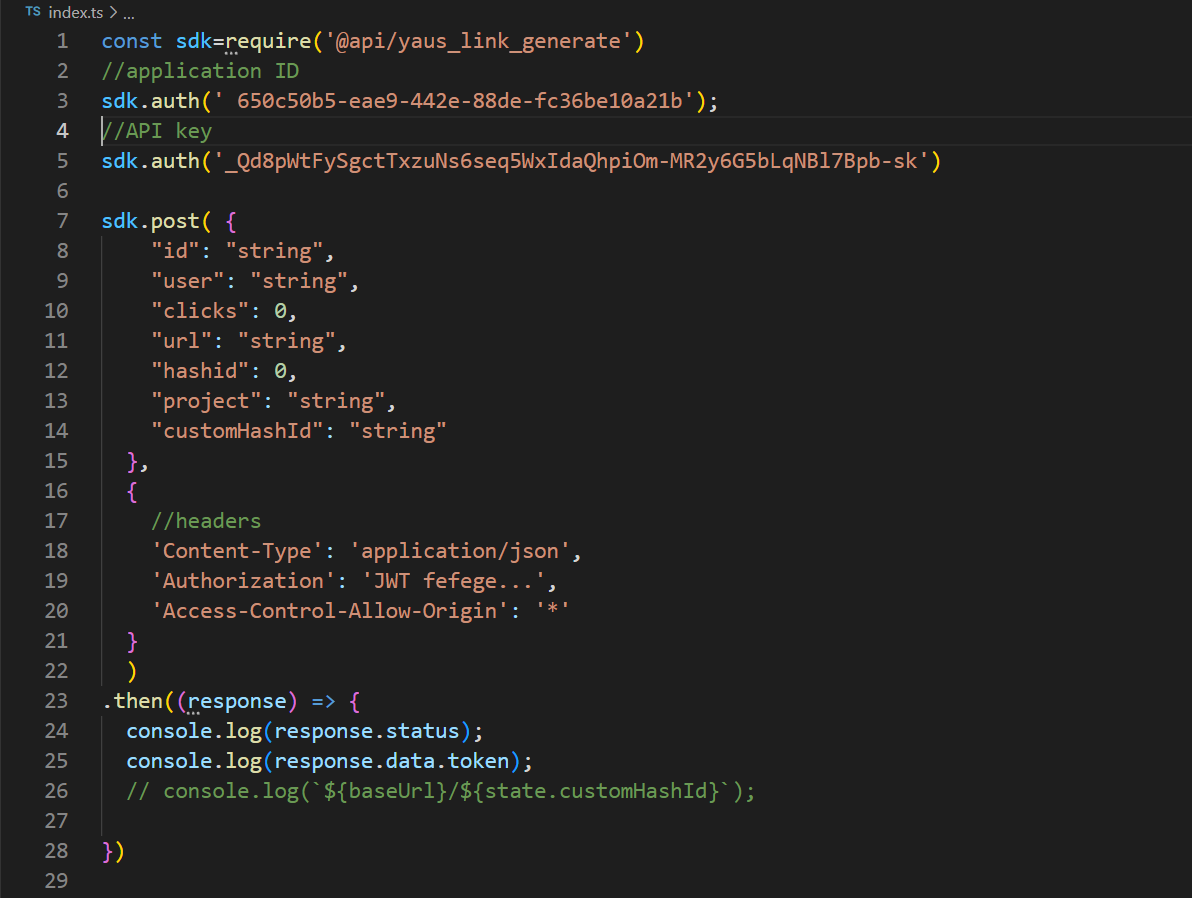 TS index.ts > ...
1 const sdk=require('@api/yaus_link_generate')
2 //application ID
3 sdk.auth(' 650c50b5-eae9-442e-88de-fc36be10a21b');
4 //API key
5 sdk.auth('_Qd8pWtFySgctTxzuNs6seq5WxIdaQhpiOm-MR2y6G5bLqNBl7Bpb-sk')
6
7 sdk.post( {
8     "id": "string",
9     "user": "string",
10     "clicks": 0,
11     "url": "string",
12     "hashid": 0,
13     "project": "string",
14     "customHashId": "string"
15   },
16   {
17     //headers
18     'Content-Type': 'application/json',
19     'Authorization': 'JWT fefege...',
20     'Access-Control-Allow-Origin': '*'
21   }
22   )
23 .then((response) => {
24   console.log(response.status);
25   console.log(response.data.token);
26   // console.log(`${baseUrl}/${state.customHashId}`);
27
28 })
29